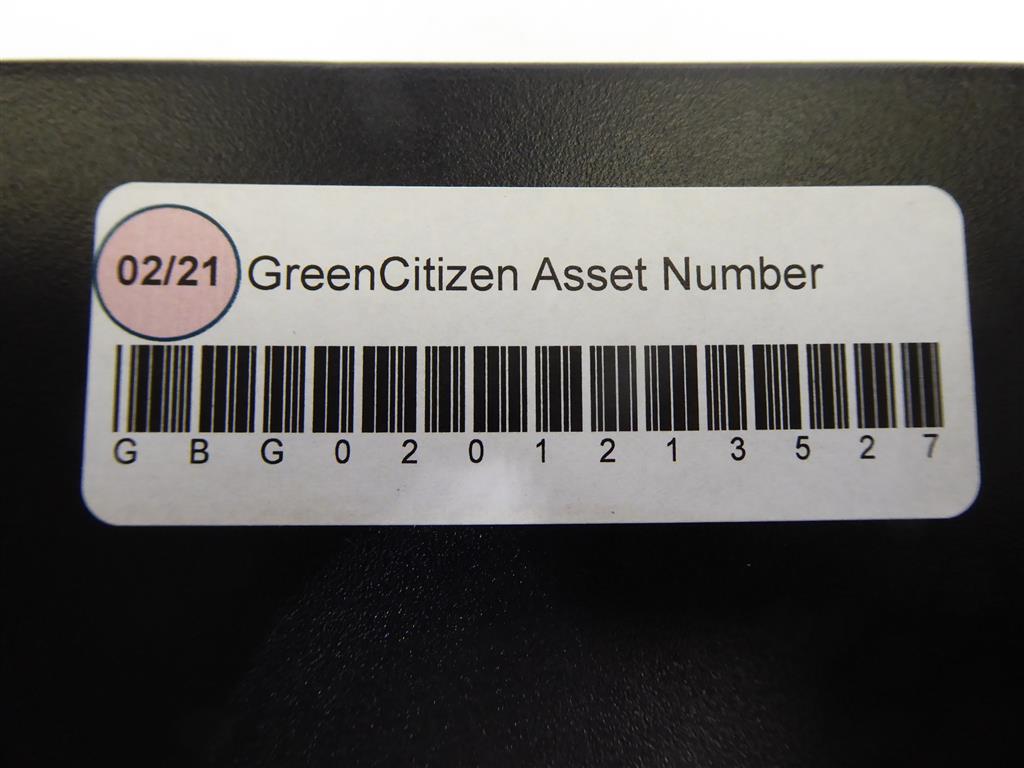 02/21 GreenCitizen Asset Number
G B G 0 2 0 1 2 1 3 5 2 7